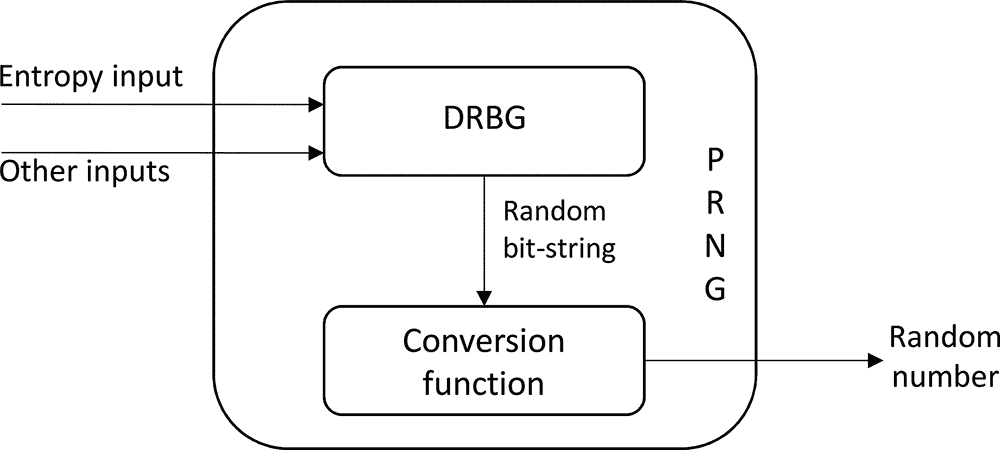 Entropy input
Other inputs
DRBG
Random
bit-string
Conversion
function
P
R
N
G
Random
number